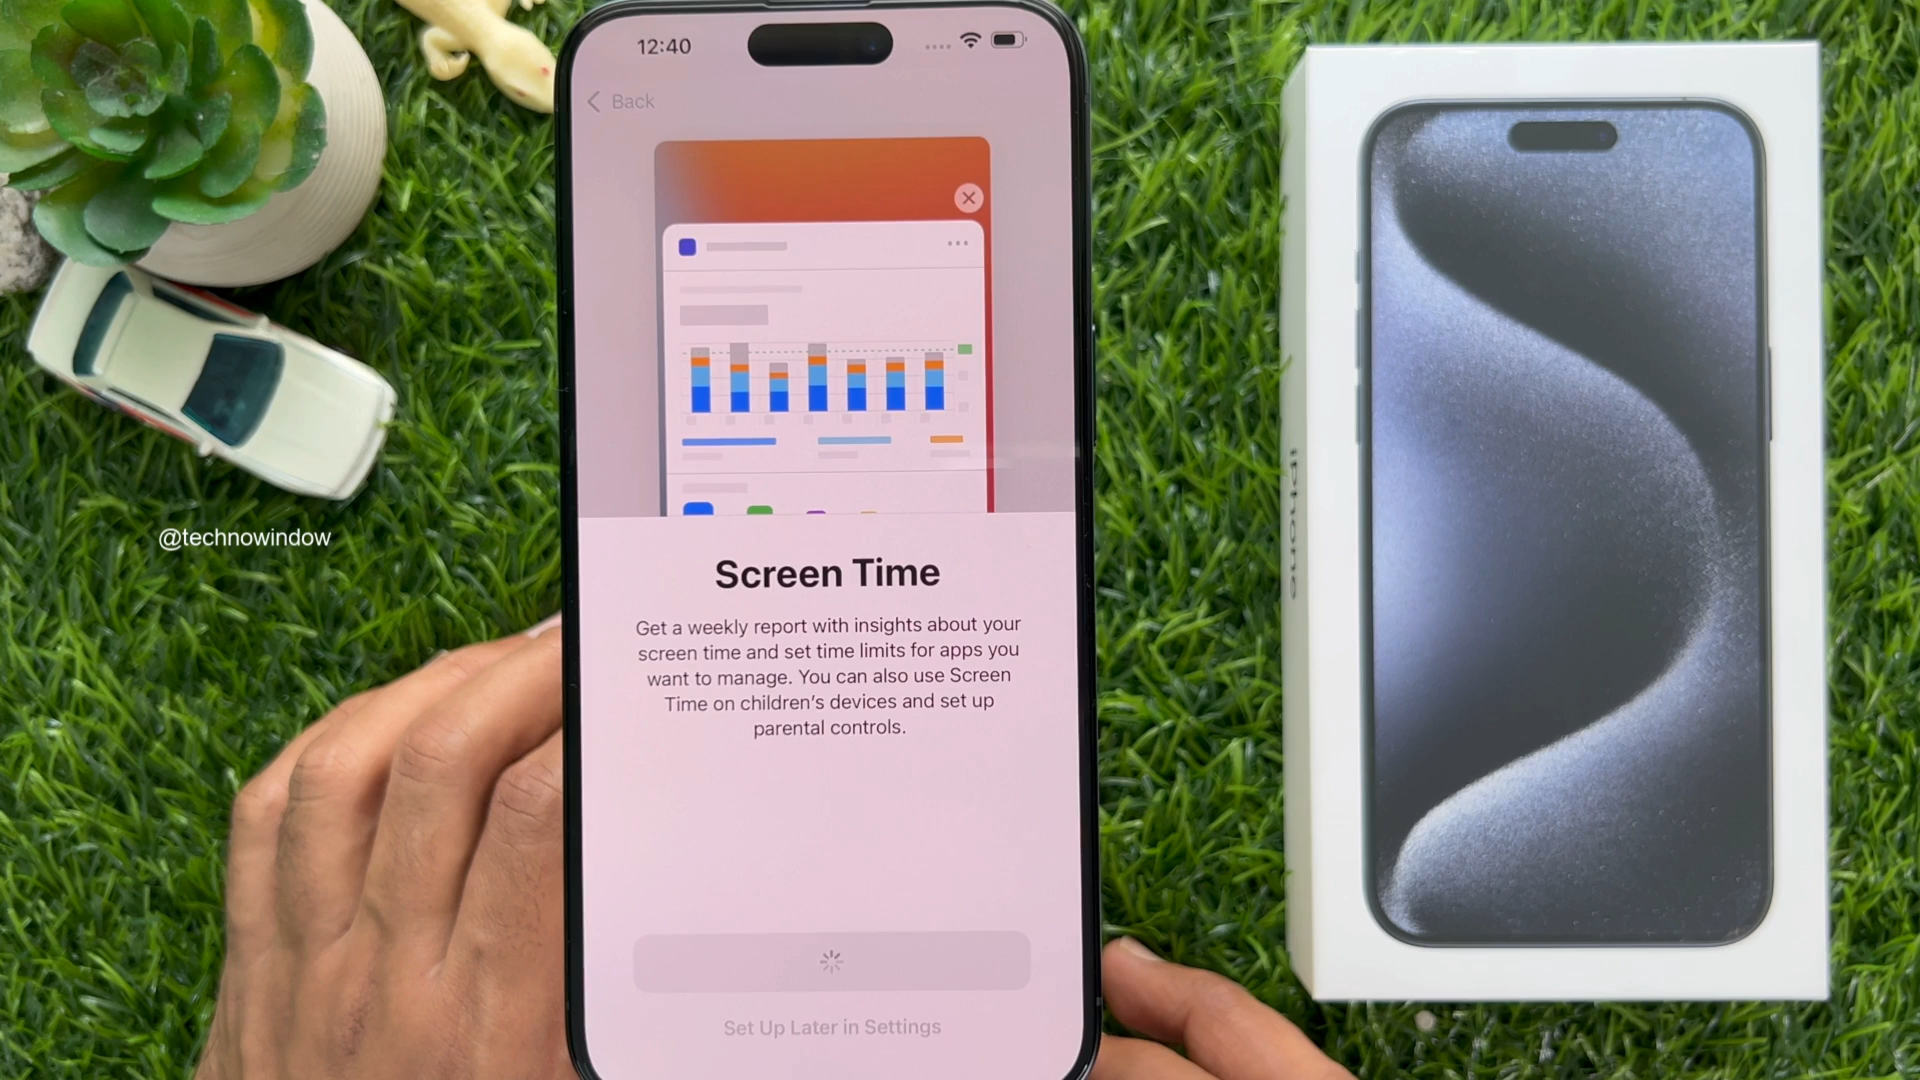 12:40
Back
Screen Time
Get a weekly report with insights about your
screen time and set time limits for apps you
want to manage. You can also use Screen
Time on children's devices and set up
parental controls.
Set Up Later in Settings
@technowindow
iPhone